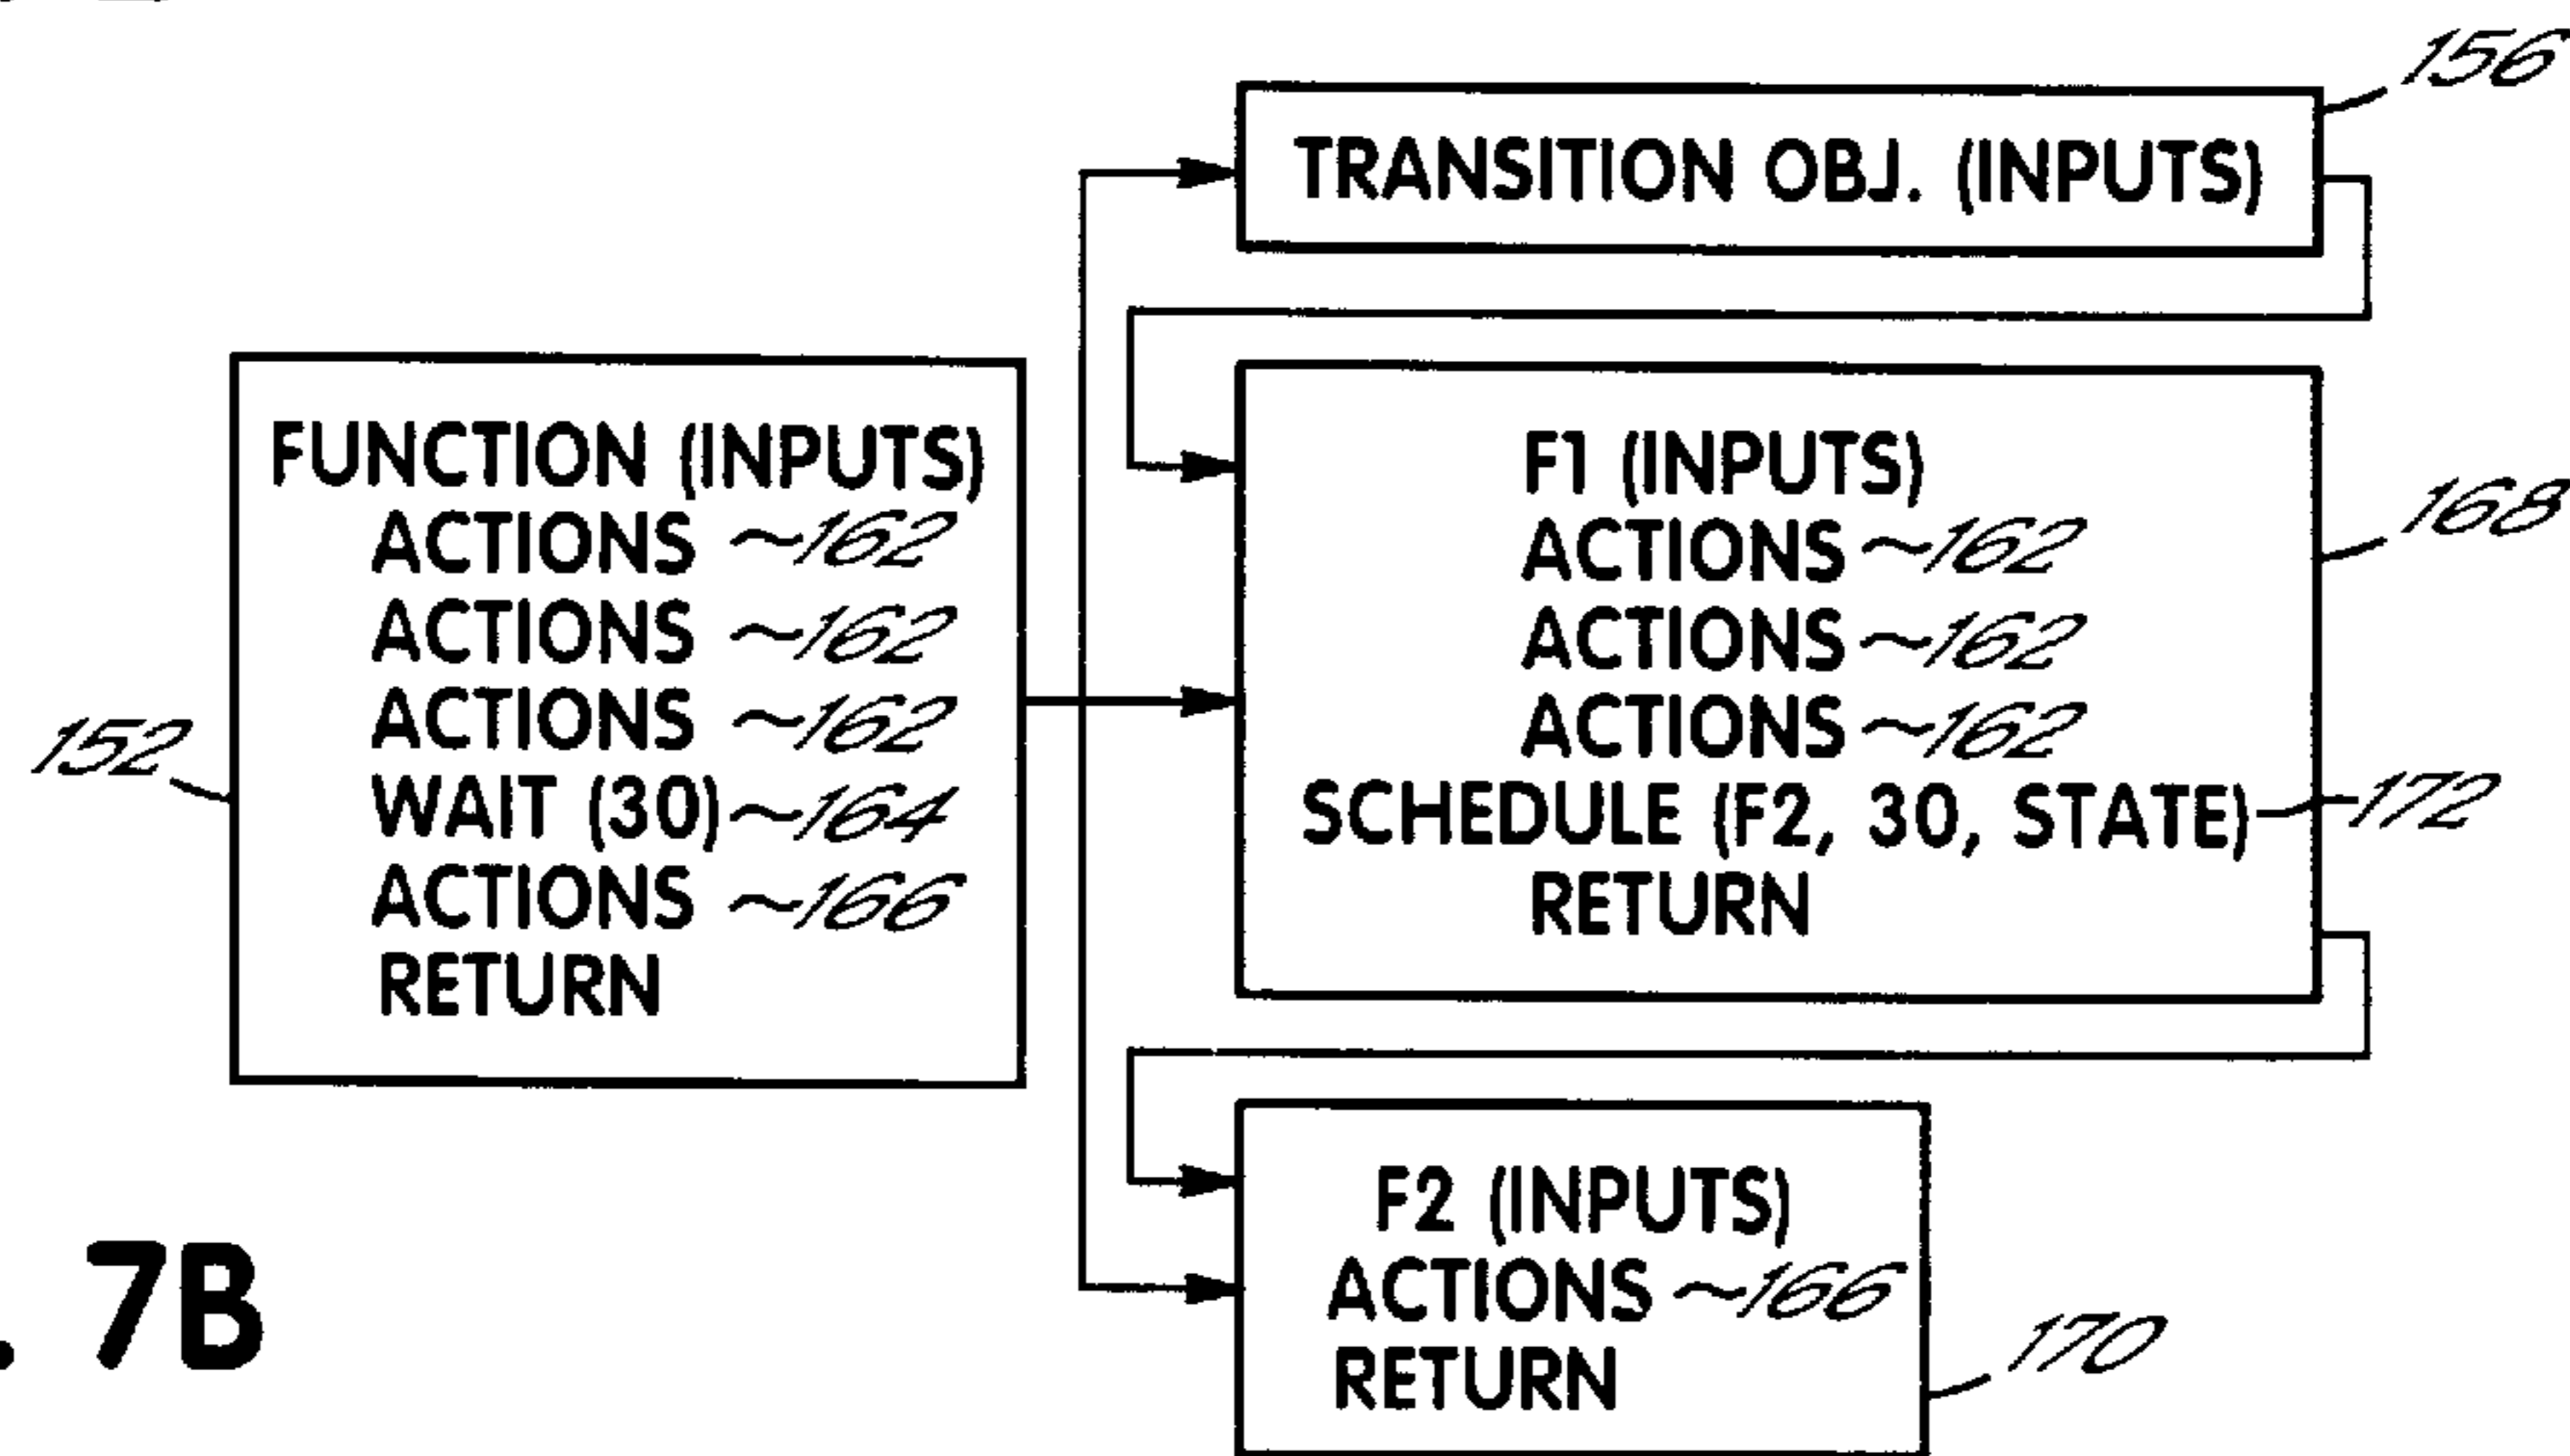 156
TRANSITION OBJ. (INPUTS)
152
FUNCTION (INPUTS)
ACTIONS ~162
ACTIONS ~162
ACTIONS ~162
WAIT (30)~164
ACTIONS ~166
RETURN
168
F1 (INPUTS)
ACTIONS ~162
ACTIONS ~162
ACTIONS ~162
SCHEDULE (F2, 30, STATE) 172
RETURN
F2 (INPUTS)
ACTIONS ~166
RETURN
170
. 7B